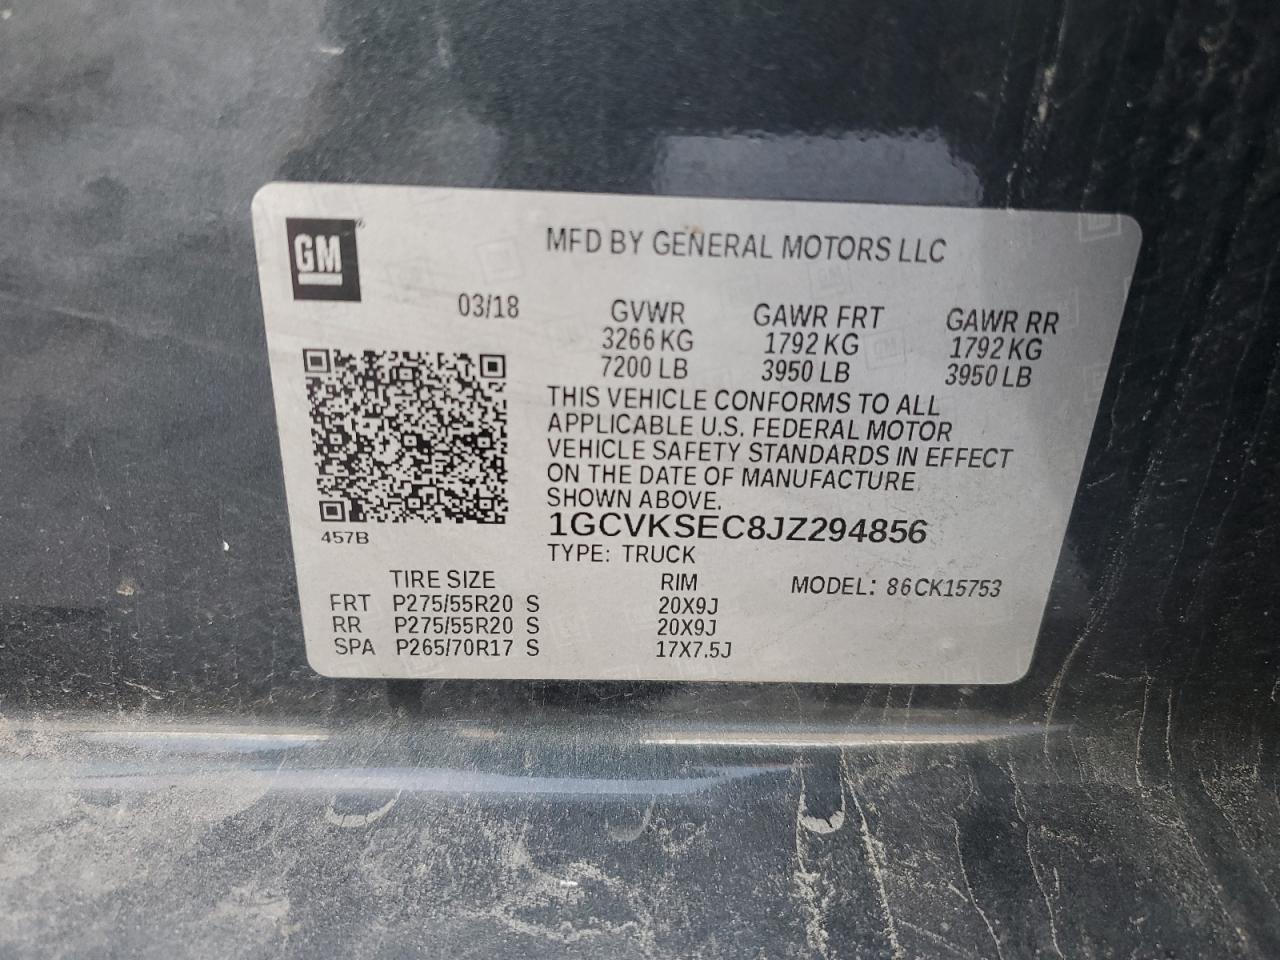 GM
MFD BY GENERAL MOTORS LLC
03/18
GVWR GAWR FRT GAWR RR
3266 KG 1792 KG 1792 KG
7200 LB 3950 LB 3950 LB
THIS VEHICLE CONFORMS TO ALL
APPLICABLE U.S. FEDERAL MOTOR
VEHICLE SAFETY STANDARDS IN EFFECT
ON THE DATE OF MANUFACTURE
SHOWN ABOVE.
1GCVKSEC8JZ294856
457B
TYPE: TRUCK
TIRE SIZE RIM MODEL: 86CK15753
FRT P275/55R20 S 20X9J
RR P275/55R20 S 20X9J
SPA P265/70R17 S 17X7.5J